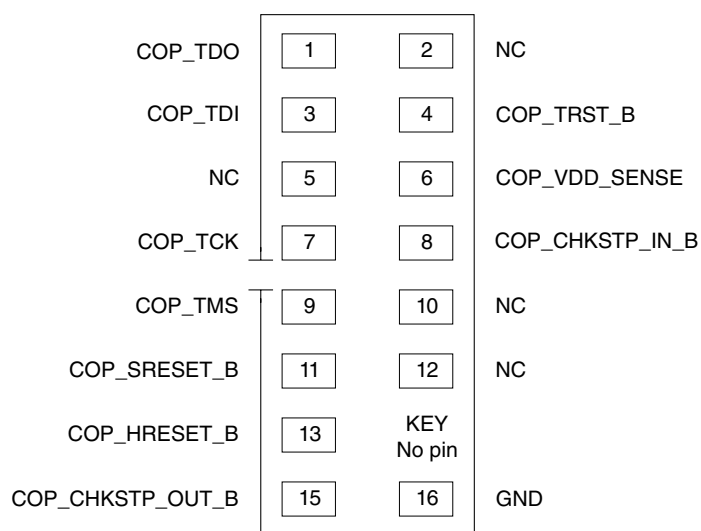 COP_TDO 1 2 NC
COP_TDI 3 4 COP_TRST_B
NC 5 6 COP_VDD_SENSE
COP_TCK 7 8 COP_CHKSTP_IN_B
COP_TMS 9 10 NC
COP_SRESET_B 11 12 NC
COP_HRESET_B 13 KEY
No pin
COP_CHKSTP_OUT_B 15 16 GND